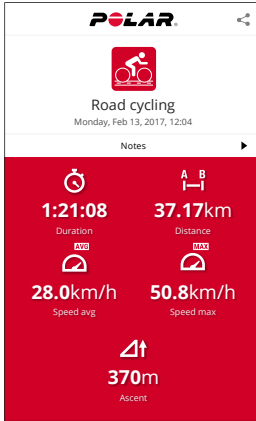 POLAR.
Road cycling
Monday, Feb 13, 2017, 12:04
Notes
A B
1:21:08
37.17km
Duration
Distance
AVG
MAX
28.0km/h
50.8km/h
Speed avg
Speed max
370m
Ascent